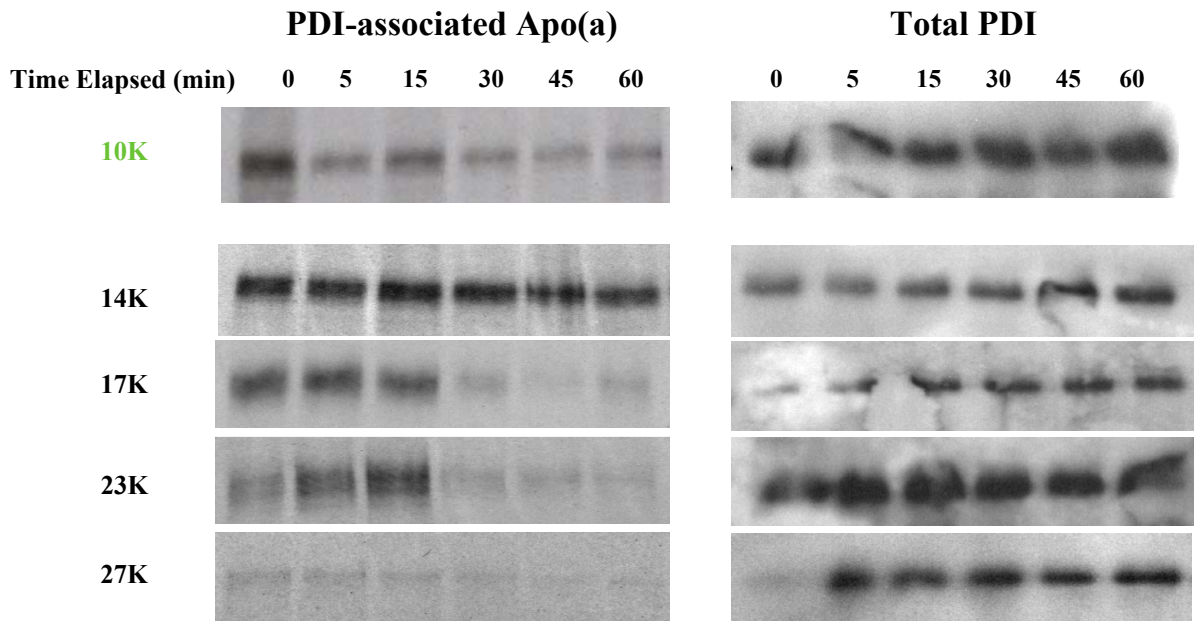 PDI-associated Apo(a) Total PDI
Time Elapsed (min) 0 5 15 30 45 60 0 5 15 30 45 60
10K
14K
17K
23K
27K